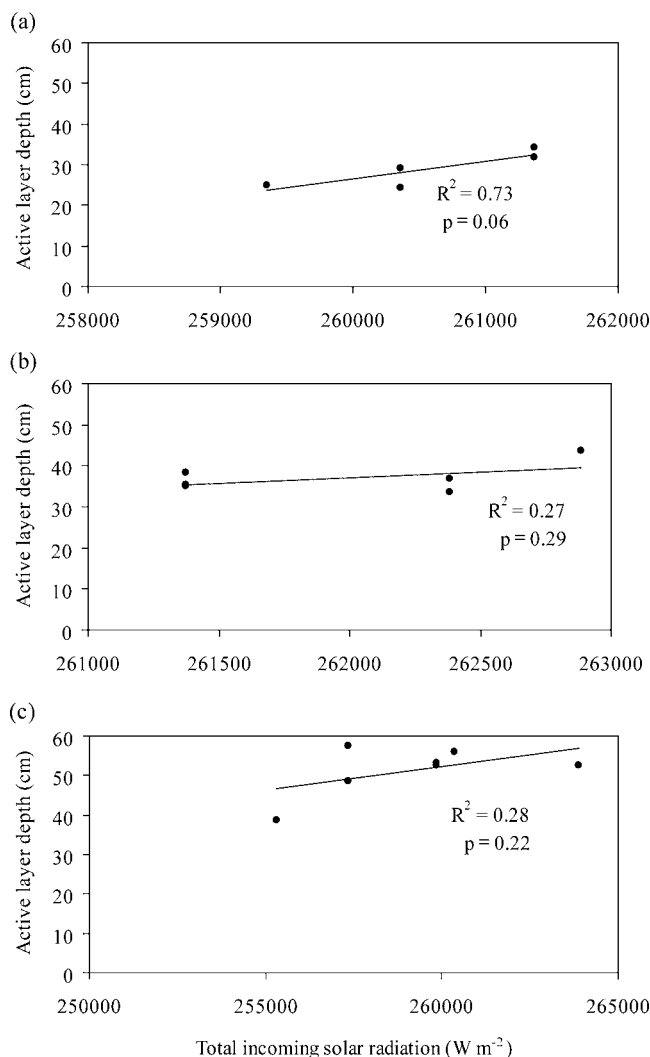 (a)
60
50
40
30
20
10
0
Active layer depth (cm)
R² = 0.73
p = 0.06
258000 259000 260000 261000 262000
(b)
60
50
40
30
20
10
0
Active layer depth (cm)
R² = 0.27
p = 0.29
261000 261500 262000 262500 263000
(c)
60
50
40
30
20
10
0
Active layer depth (cm)
R² = 0.28
p = 0.22
250000 255000 260000 265000
Total incoming solar radiation (W m⁻²)